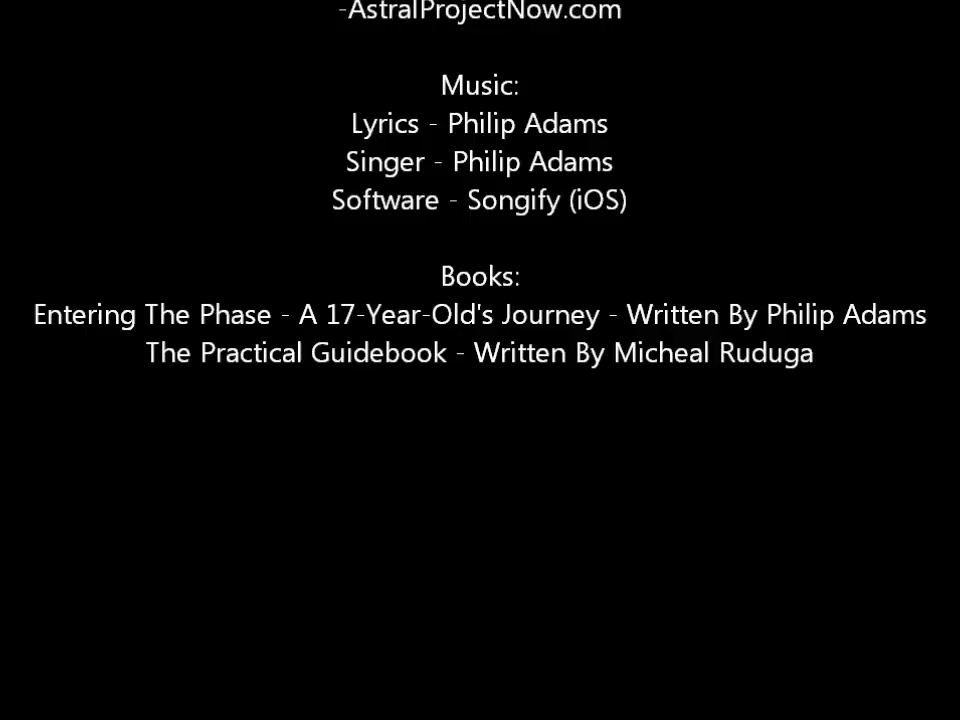 -AstralProjectNow.com
Music:
Lyrics - Philip Adams
Singer - Philip Adams
Software - Songify (iOS)
Books:
Entering The Phase - A 17-Year-Old's Journey - Written By Philip Adams
The Practical Guidebook - Written By Micheal Ruduga